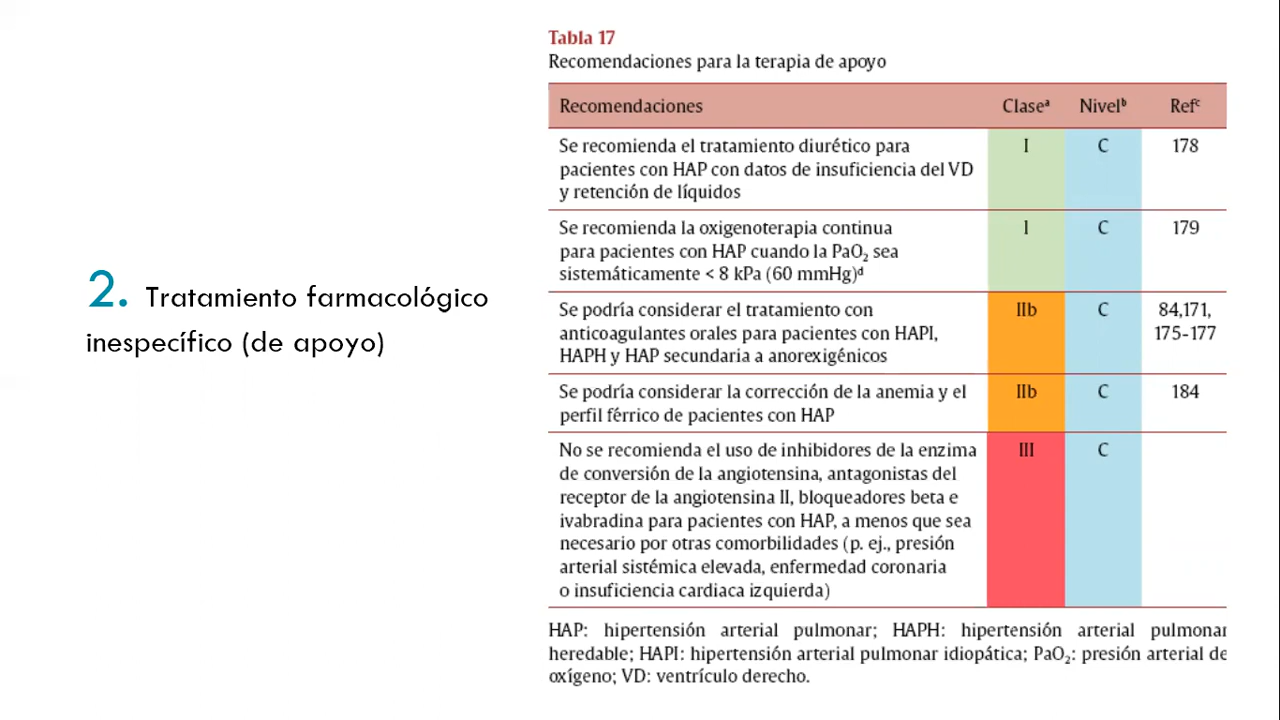 2. Tratamiento farmacológico
inespecífico (de apoyo)
Tabla 17
Recomendaciones para la terapia de apoyo
Recomendaciones Claseᵃ Nivelᵇ Refᶜ
Se recomienda el tratamiento diurético para I C 178
pacientes con HAP con datos de insuficiencia del VD
y retención de líquidos
Se recomienda la oxigenoterapia continua I C 179
para pacientes con HAP cuando la PaO₂ sea
sistemáticamente < 8 kPa (60 mmHg)ᵈ
Se podría considerar el tratamiento con IIb C 84,171,
anticoagulantes orales para pacientes con HAPI, 175-177
HAPH y HAP secundaria a anorexigénicos
Se podría considerar la corrección de la anemia y el IIb C 184
perfil férrico de pacientes con HAP
No se recomienda el uso de inhibidores de la enzima III C
de conversión de la angiotensina, antagonistas del
receptor de la angiotensina II, bloqueadores beta e
ivabradina para pacientes con HAP, a menos que sea
necesario por otras comorbilidades (p. ej., presión
arterial sistémica elevada, enfermedad coronaria
o insuficiencia cardiaca izquierda)
HAP: hipertensión arterial pulmonar; HAPH: hipertensión arterial pulmonar
heredable; HAPI: hipertensión arterial pulmonar idiopática; PaO₂: presión arterial de
oxígeno; VD: ventrículo derecho.